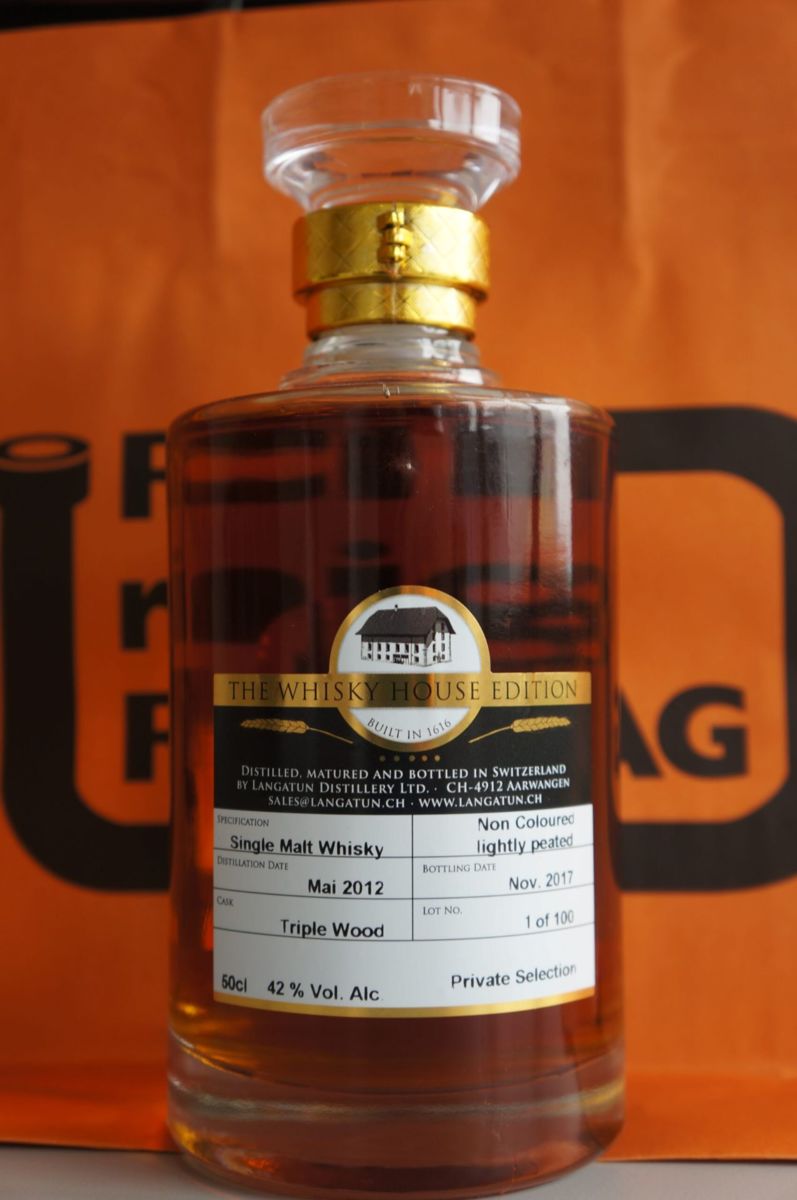 THE WHISKY HOUSE EDITION
BUILT IN 1616
DISTILLED, MATURED AND BOTTLED IN SWITZERLAND
BY LANGATUN DISTILLERY LTD. · CH-4912 AARWANGEN
SALES@LANGATUN.CH · WWW.LANGATUN.CH
SPECIFICATION
Single Malt Whisky
Non Coloured
lightly peated
DISTILLATION DATE
Mai 2012
BOTTLING DATE
Nov. 2017
CASK
Triple Wood
LOT NO.
1 of 100
50cl 42 % Vol. Alc.
Private Selection
AG